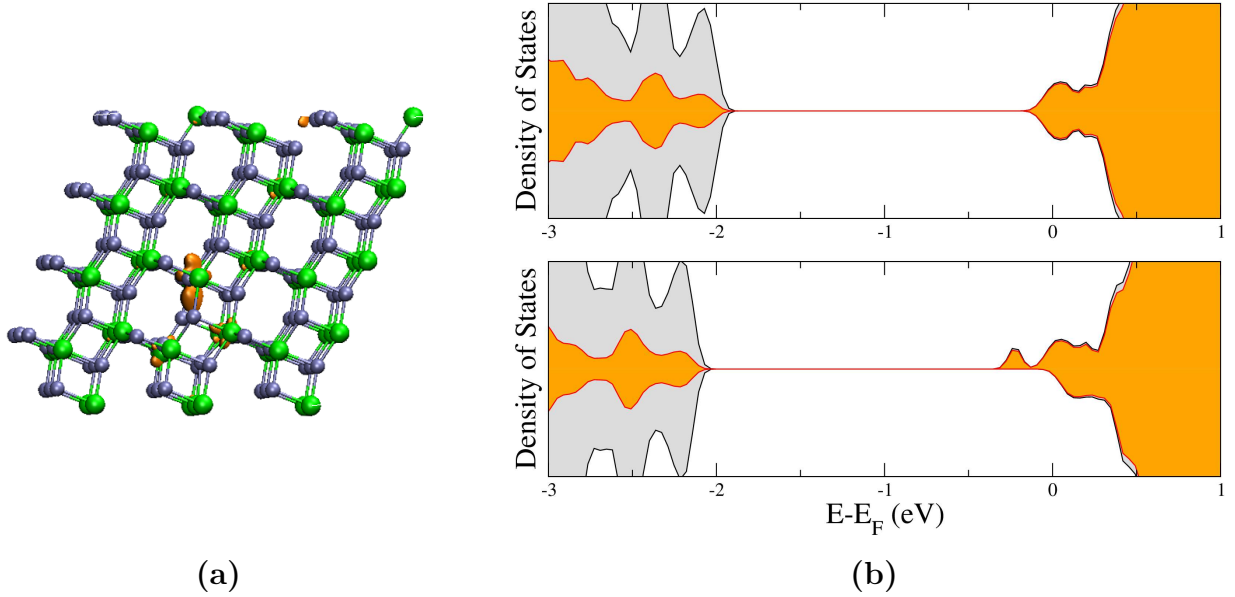 Density of States
-3 -2 -1 0 1
Density of States
-3 -2 -1 0 1
E-E_F (eV)
(a) (b)